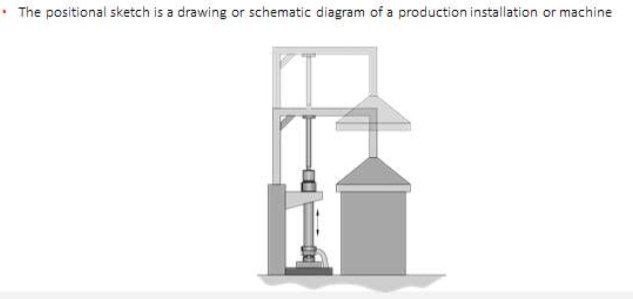 • The positional sketch is a drawing or schematic diagram of a production installation or machine